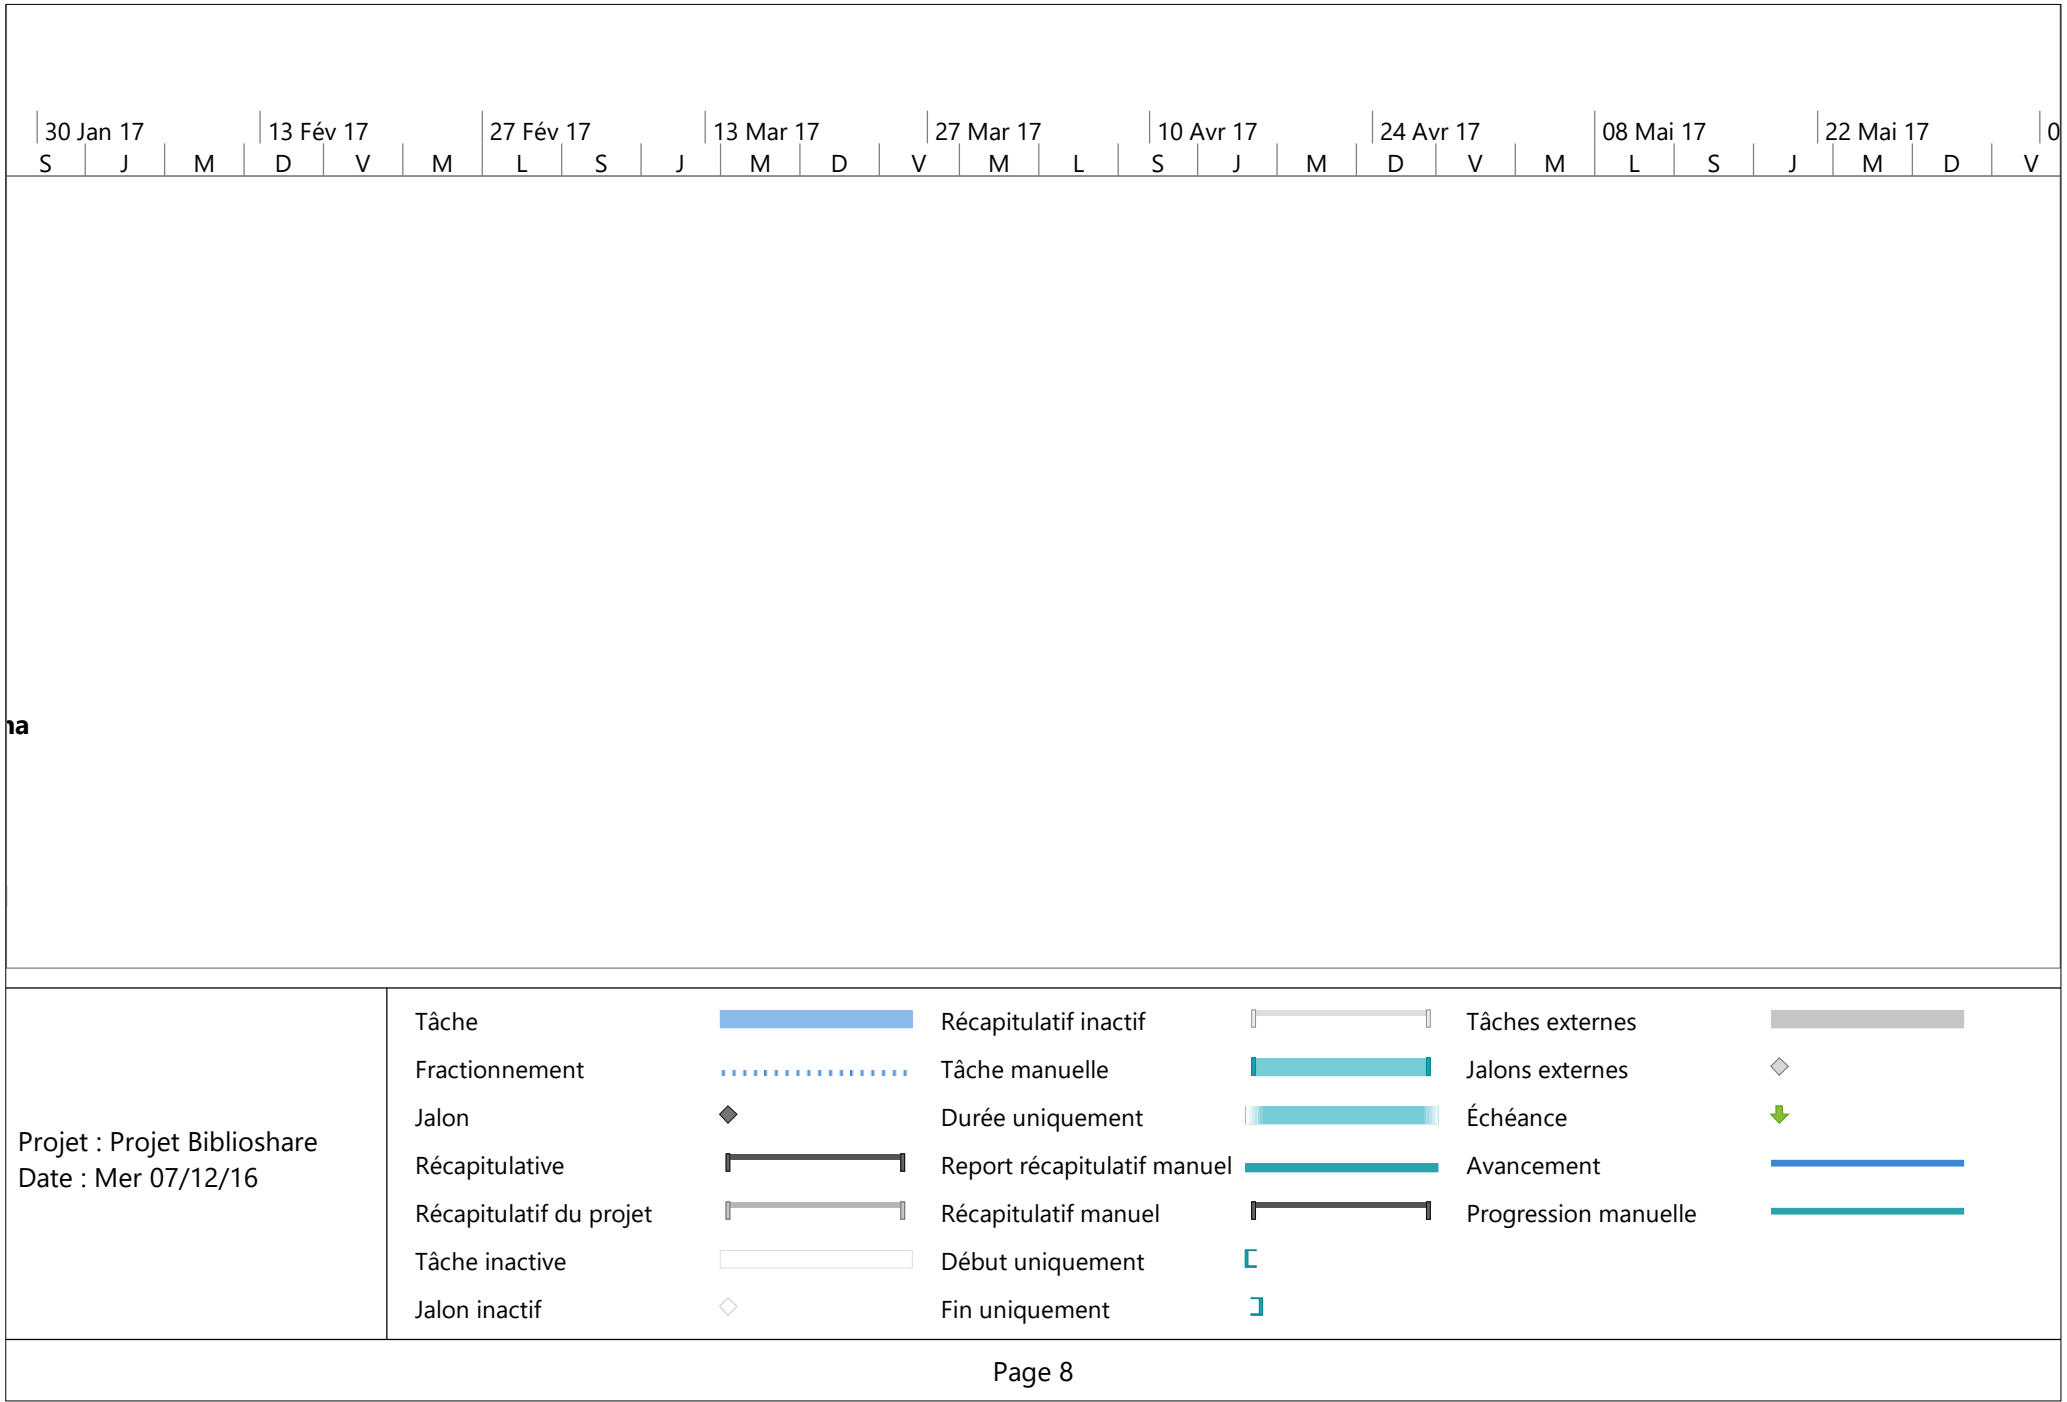 30 Jan 17 13 Fév 17 27 Fév 17 13 Mar 17 27 Mar 17 10 Avr 17 24 Avr 17 08 Mai 17 22 Mai 17 0
S J M D V M L S J M D V M L S J M D V M L S J M D V
na
Tâche Récapitulatif inactif Tâches externes
Fractionnement Tâche manuelle Jalons externes
Jalon Durée uniquement Échéance
Projet : Projet Biblioshare
Date : Mer 07/12/16
Récapitulative Report récapitulatif manuel Avancement
Récapitulatif du projet Récapitulatif manuel Progression manuelle
Tâche inactive Début uniquement
Jalon inactif Fin uniquement
Page 8